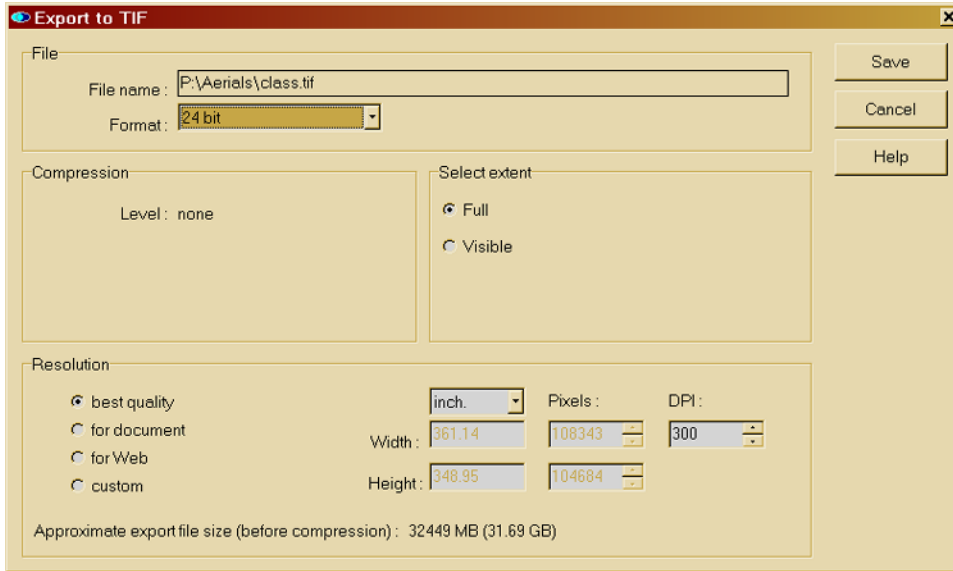 Export to TIF
File
File name : P:\Aerials\class.tif
Format : 24 bit
Save
Cancel
Help
Compression
Level : none
Select extent
Full
Visible
Resolution
best quality
for document
for Web
custom
inch. Pixels : DPI :
Width : 361.14 108343 300
Height : 348.95 104684
Approximate export file size (before compression) : 32449 MB (31.69 GB)